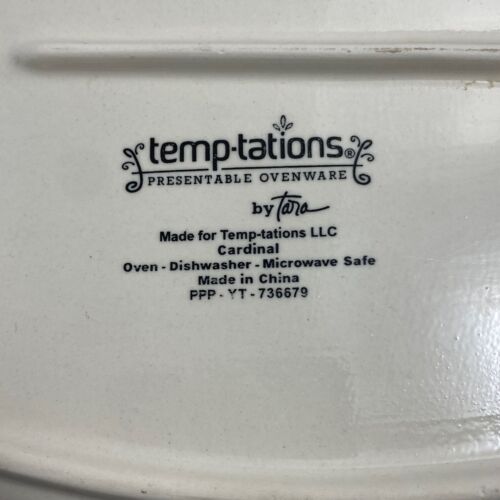 temp-tations®
PRESENTABLE OVENWARE
by Tara
Made for Temp-tations LLC
Cardinal
Oven - Dishwasher - Microwave Safe
Made in China
PPP - YT - 736679